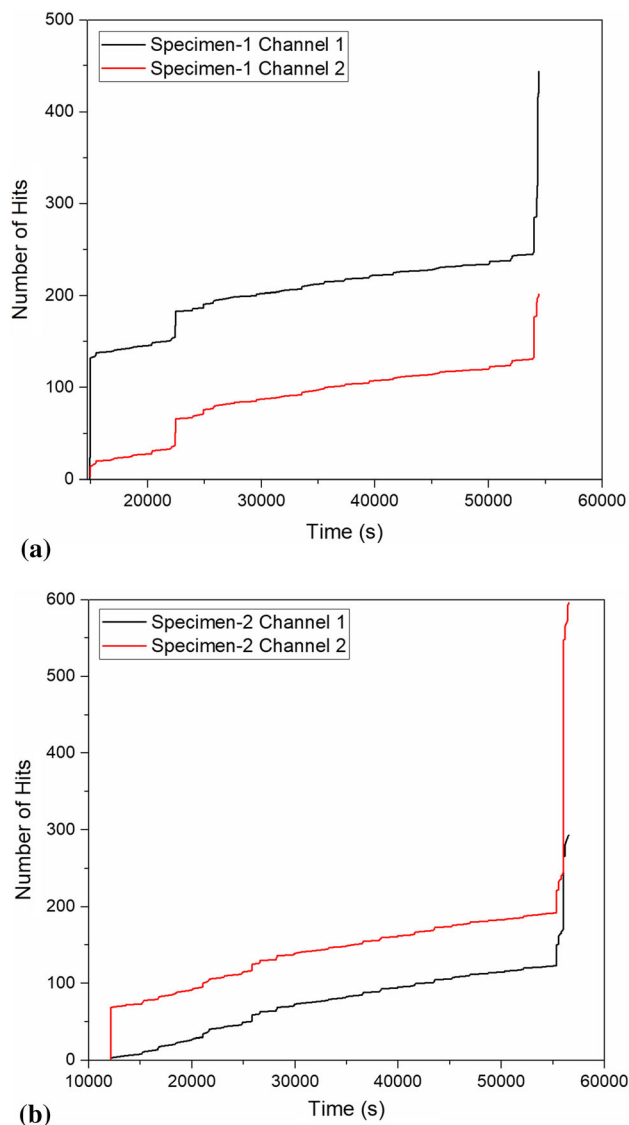 500
Specimen-1 Channel 1
Specimen-1 Channel 2
400
300
200
100
0
Number of Hits
20000 30000 40000 50000 60000
Time (s)
(a)
600
Specimen-2 Channel 1
Specimen-2 Channel 2
500
400
300
200
100
0
Number of Hits
10000 20000 30000 40000 50000 60000
Time (s)
(b)